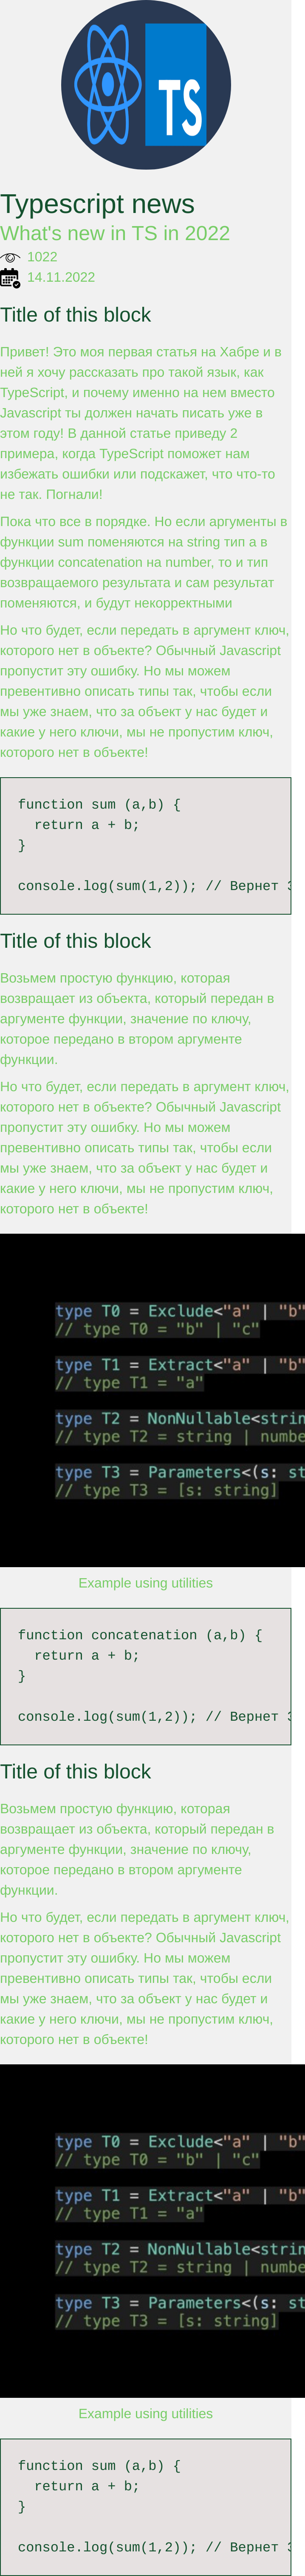 TS
Typescript news
What's new in TS in 2022
1022
14.11.2022
Title of this block
Привет! Это моя первая статья на Хабре и в
ней я хочу рассказать про такой язык, как
TypeScript, и почему именно на нем вместо
Javascript ты должен начать писать уже в
этом году! В данной статье приведу 2
примера, когда TypeScript поможет нам
избежать ошибки или подскажет, что что-то
не так. Погнали!
Пока что все в порядке. Но если аргументы в
функции sum поменяются на string тип а в
функции concatenation на number, то и тип
возвращаемого результата и сам результат
поменяются, и будут некорректными
Но что будет, если передать в аргумент ключ,
которого нет в объекте? Обычный Javascript
пропустит эту ошибку. Но мы можем
превентивно описать типы так, чтобы если
мы уже знаем, что за объект у нас будет и
какие у него ключи, мы не пропустим ключ,
которого нет в объекте!
function sum (a,b) {
return a + b;
}
console.log(sum(1,2)); // Вернет 3
Title of this block
Возьмем простую функцию, которая
возвращает из объекта, который передан в
аргументе функции, значение по ключу,
которое передано в втором аргументе
функции.
Но что будет, если передать в аргумент ключ,
которого нет в объекте? Обычный Javascript
пропустит эту ошибку. Но мы можем
превентивно описать типы так, чтобы если
мы уже знаем, что за объект у нас будет и
какие у него ключи, мы не пропустим ключ,
которого нет в объекте!
type T0 = Exclude<"a" | "b"
// type T0 = "b" | "c"
type T1 = Extract<"a" | "b"
// type T1 = "a"
type T2 = NonNullable<strin
// type T2 = string | numbe
type T3 = Parameters<(s: st
// type T3 = [s: string]
Example using utilities
function concatenation (a,b) {
return a + b;
}
console.log(sum(1,2)); // Вернет 3
Title of this block
Возьмем простую функцию, которая
возвращает из объекта, который передан в
аргументе функции, значение по ключу,
которое передано в втором аргументе
функции.
Но что будет, если передать в аргумент ключ,
которого нет в объекте? Обычный Javascript
пропустит эту ошибку. Но мы можем
превентивно описать типы так, чтобы если
мы уже знаем, что за объект у нас будет и
какие у него ключи, мы не пропустим ключ,
которого нет в объекте!
type T0 = Exclude<"a" | "b"
// type T0 = "b" | "c"
type T1 = Extract<"a" | "b"
// type T1 = "a"
type T2 = NonNullable<strin
// type T2 = string | numbe
type T3 = Parameters<(s: st
// type T3 = [s: string]
Example using utilities
function sum (a,b) {
return a + b;
}
console.log(sum(1,2)); // Вернет 3